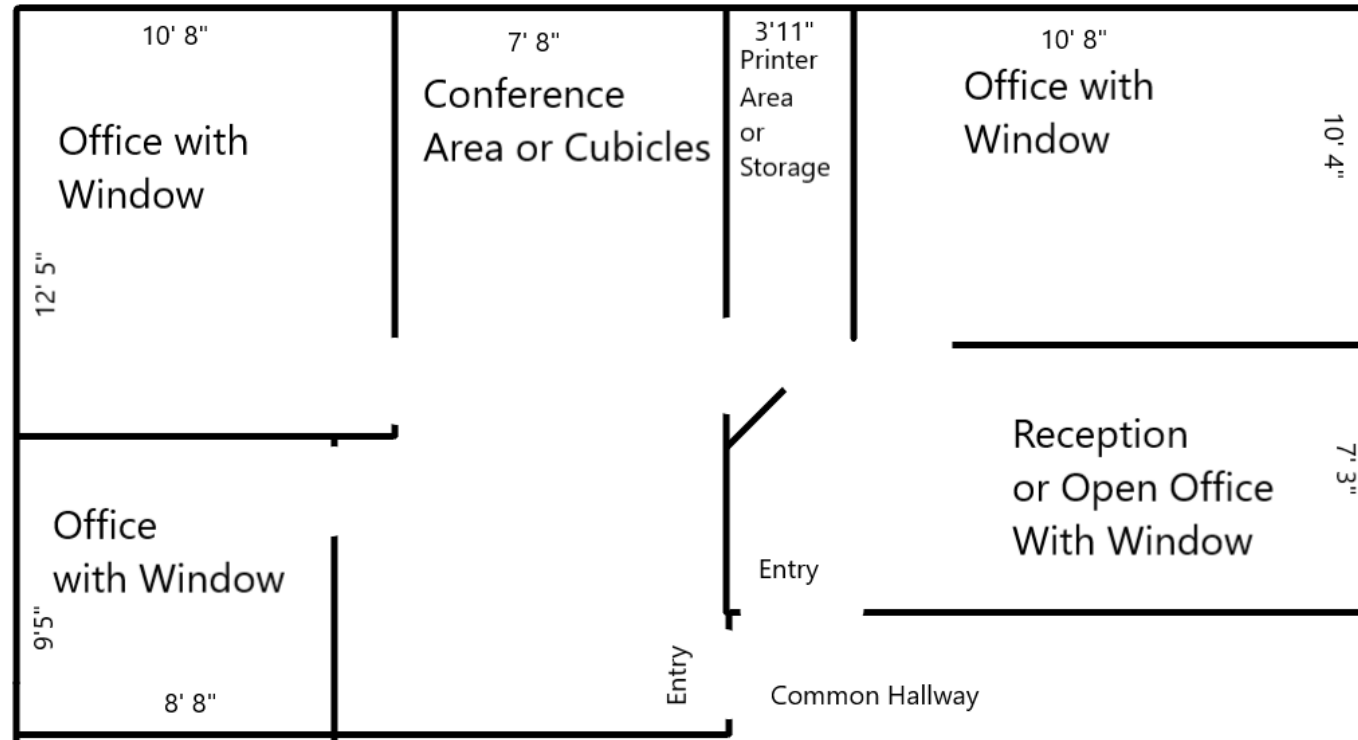 10' 8"
Office with
Window
12' 5"
7' 8"
Conference
Area or Cubicles
3'11"
Printer
Area
or
Storage
10' 8"
Office with
Window
10' 4"
Office
with Window
9'5"
8' 8"
Reception
or Open Office
With Window
7' 3"
Entry
Entry
Common Hallway